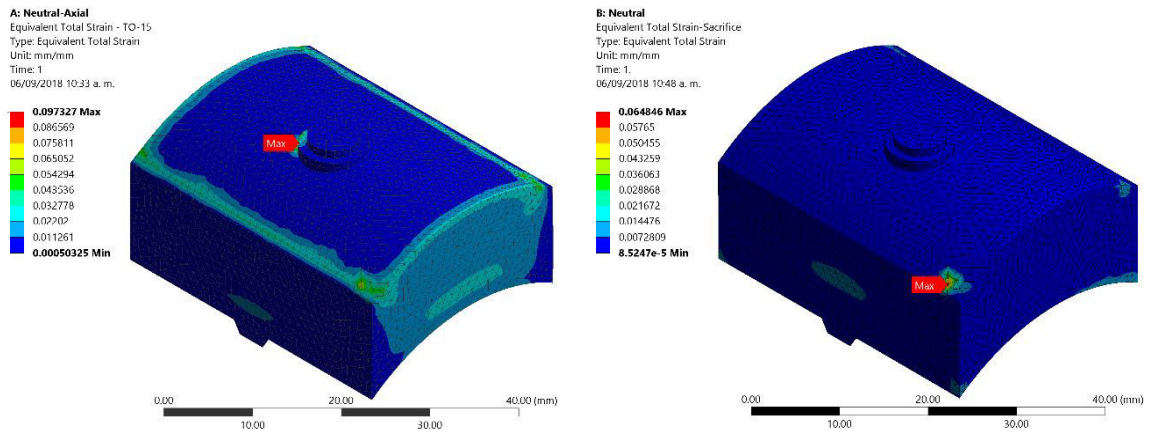 A: Neutral-Axial
Equivalent Total Strain - TO-15
Type: Equivalent Total Strain
Unit: mm/mm
Time: 1
06/09/2018 10:33 a. m.
0.097327 Max
0.086569
0.075811
0.065052
0.054294
0.043536
0.032778
0.02202
0.011261
0.00050325 Min
Max
0.00
20.00
40.00 (mm)
10.00
30.00
B: Neutral
Equivalent Total Strain-Sacrifice
Type: Equivalent Total Strain
Unit: mm/mm
Time: 1.
06/09/2018 10:48 a. m.
0.064846 Max
0.05765
0.050455
0.043259
0.036063
0.028868
0.021672
0.014476
0.0072809
8.5247e-5 Min
Max
0.00
20.00
40.00 (mm)
10.00
30.00